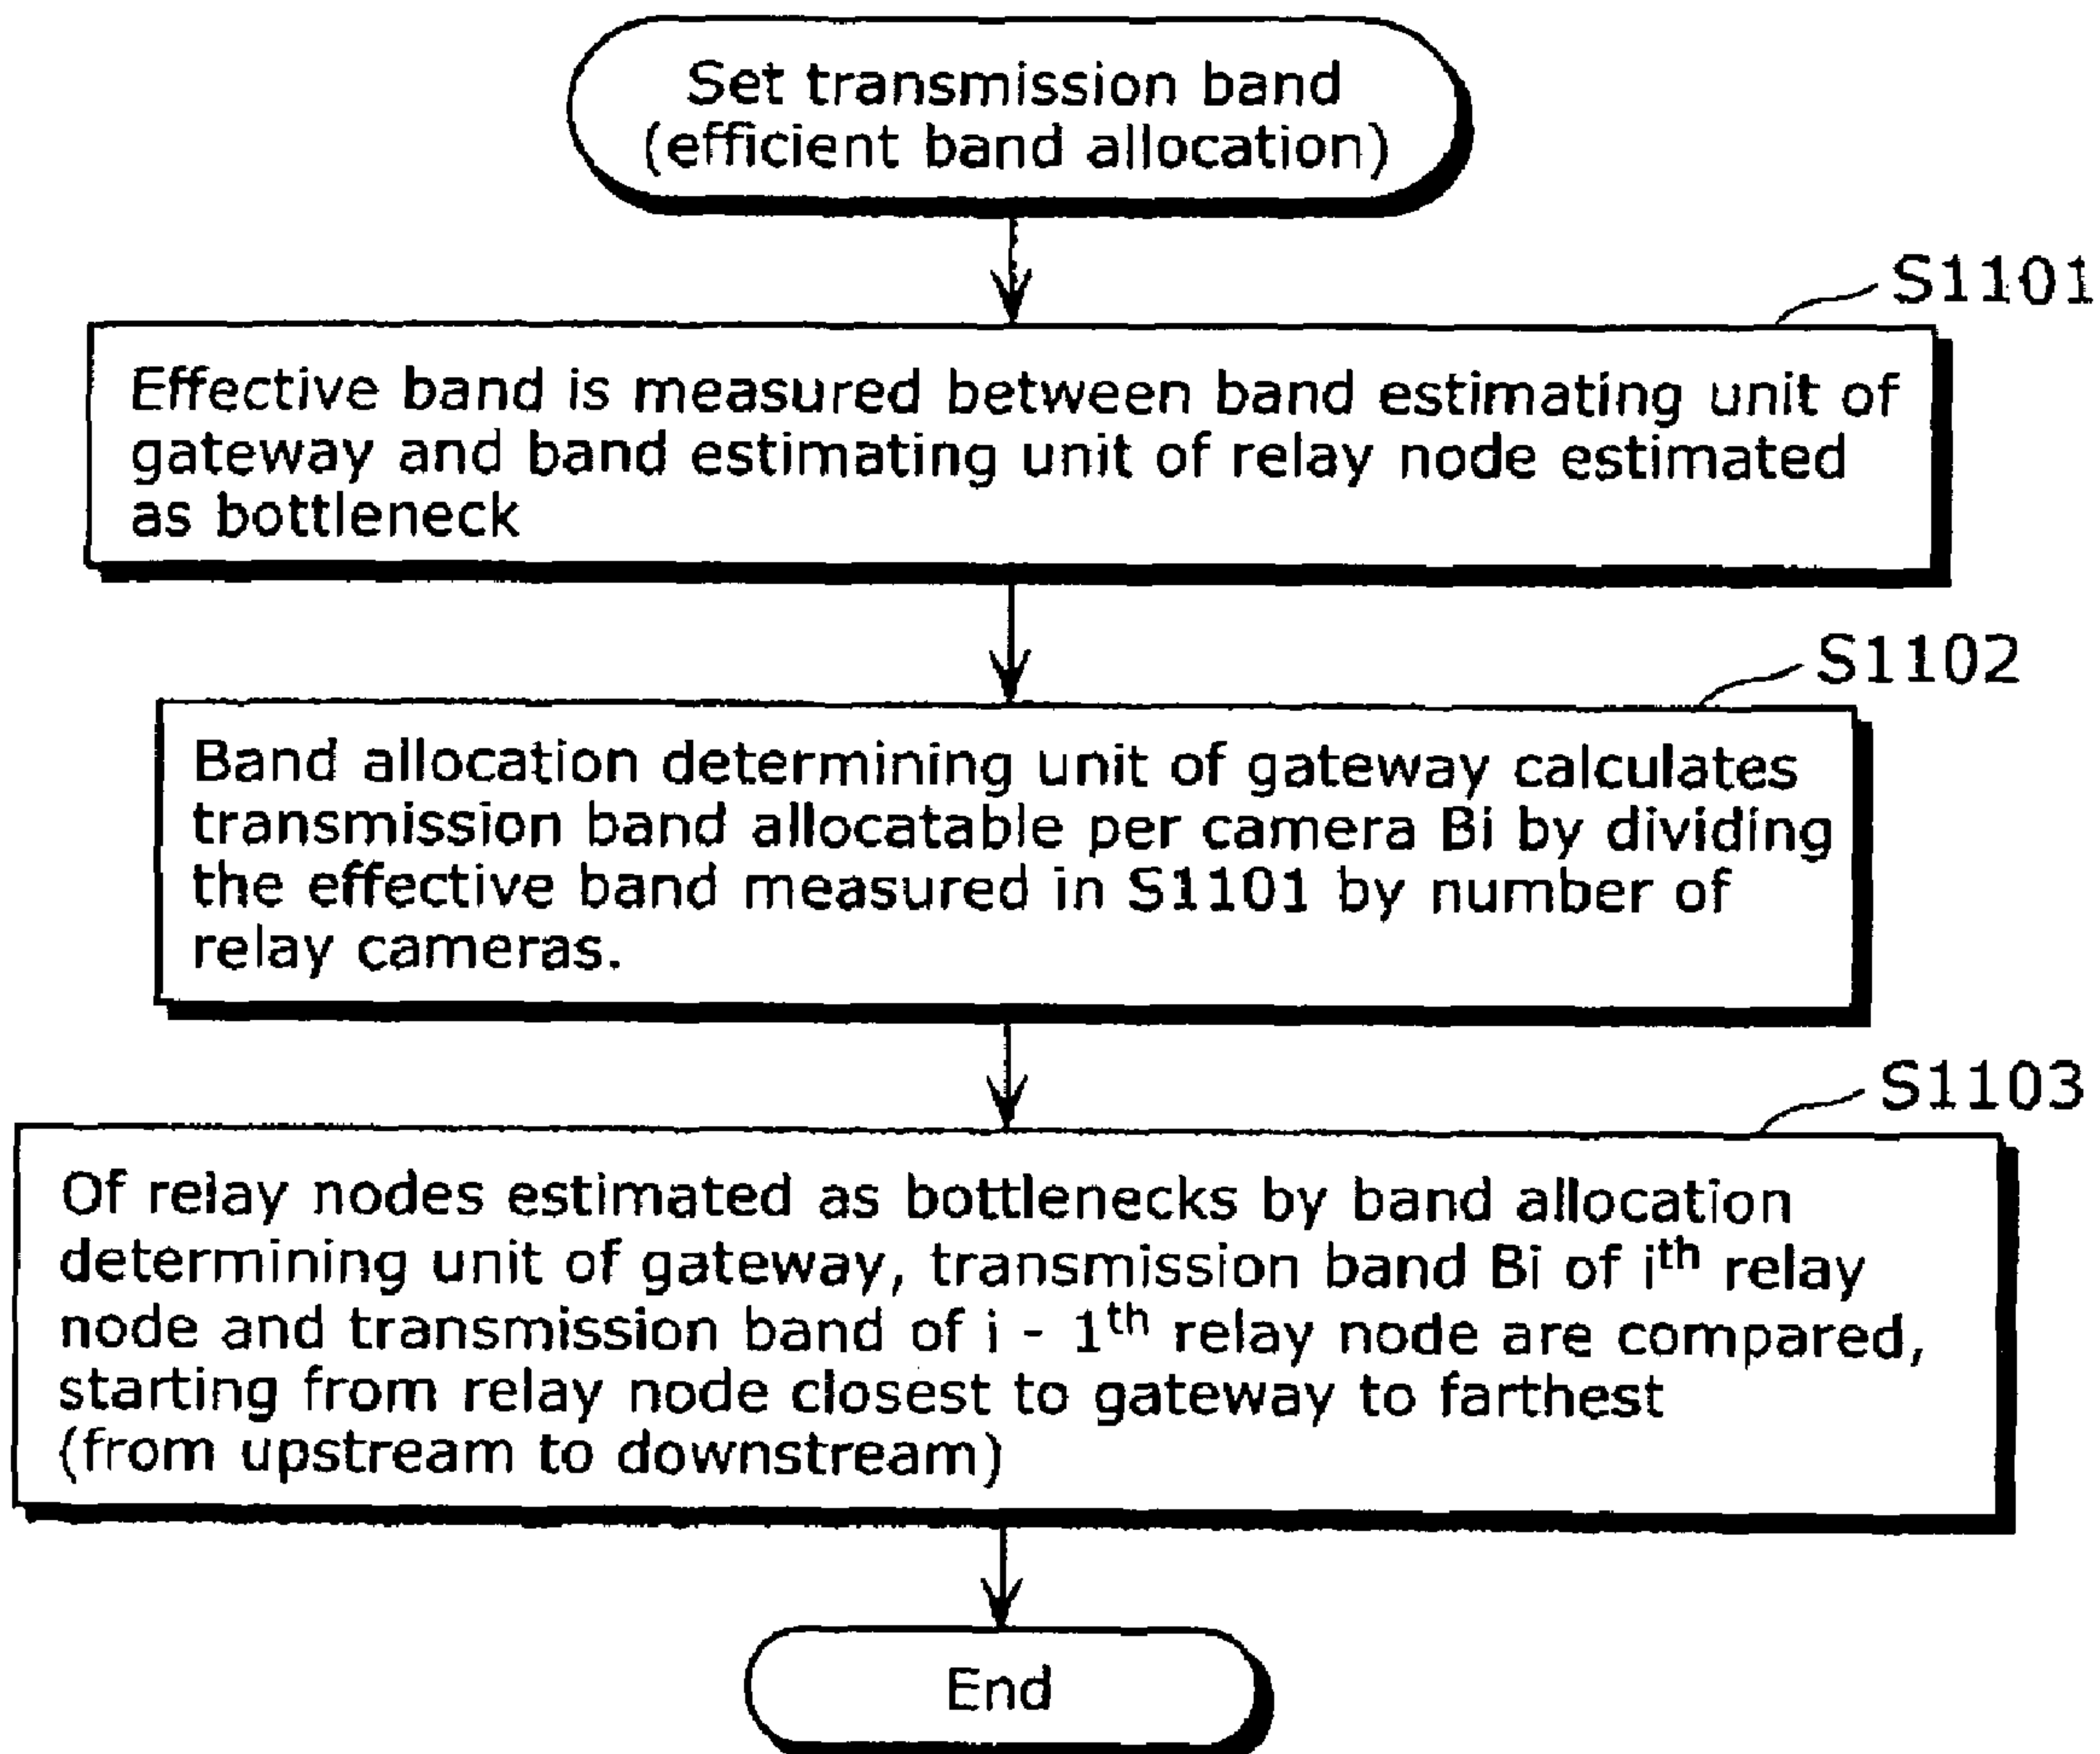 Set transmission band
(efficient band allocation)
S1101
Effective band is measured between band estimating unit of
gateway and band estimating unit of relay node estimated
as bottleneck
S1102
Band allocation determining unit of gateway calculates
transmission band allocatable per camera Bi by dividing
the effective band measured in S1101 by number of
relay cameras.
S1103
Of relay nodes estimated as bottlenecks by band allocation
determining unit of gateway, transmission band Bi of iᵗʰ relay
node and transmission band of i - 1ᵗʰ relay node are compared,
starting from relay node closest to gateway to farthest
(from upstream to downstream)
End